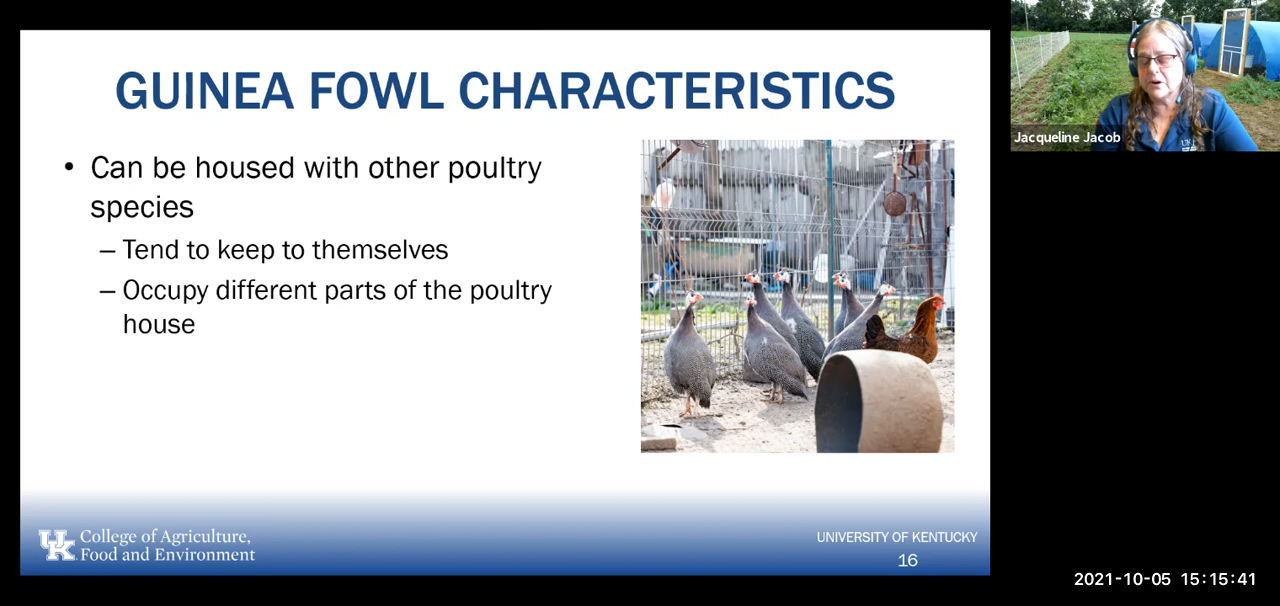 GUINEA FOWL CHARACTERISTICS
• Can be housed with other poultry
species
– Tend to keep to themselves
– Occupy different parts of the poultry
house
UK College of Agriculture,
Food and Environment
UNIVERSITY OF KENTUCKY
16
Jacqueline Jacob
2021-10-05 15:15:41